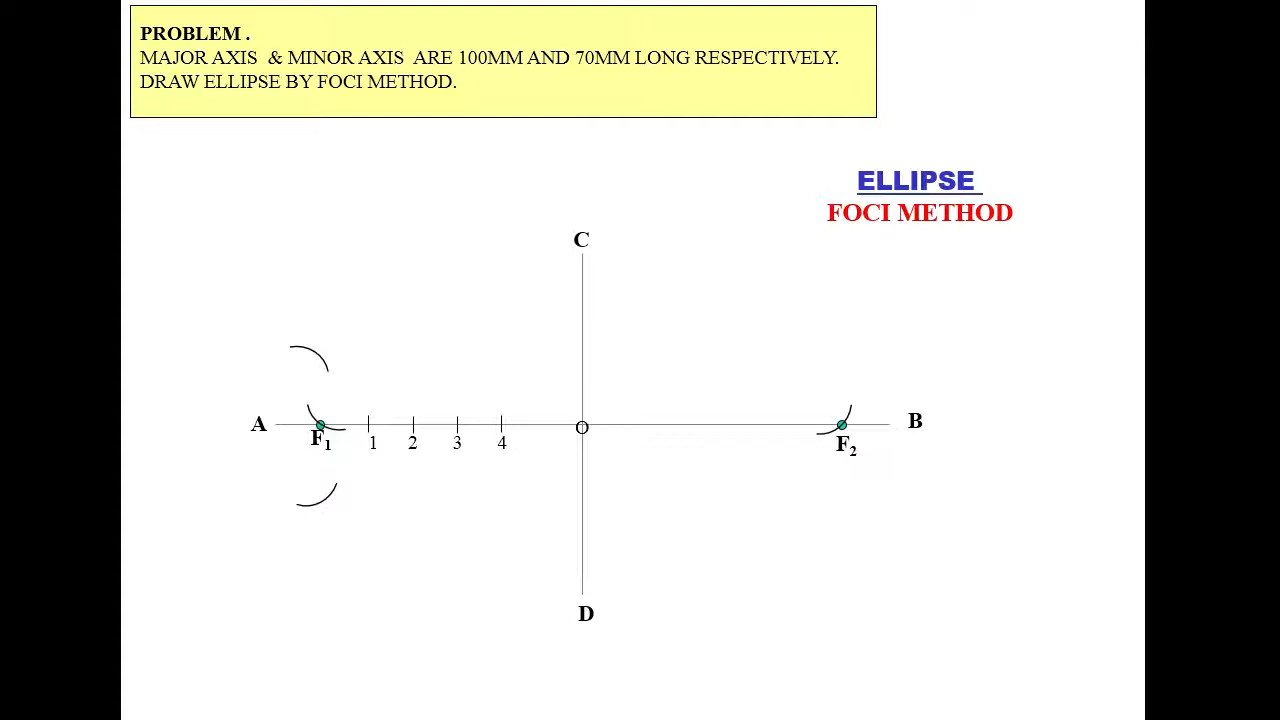 PROBLEM .
MAJOR AXIS & MINOR AXIS ARE 100MM AND 70MM LONG RESPECTIVELY.
DRAW ELLIPSE BY FOCI METHOD.
ELLIPSE
FOCI METHOD
C
A
B
F1
1
2
3
4
O
F2
D